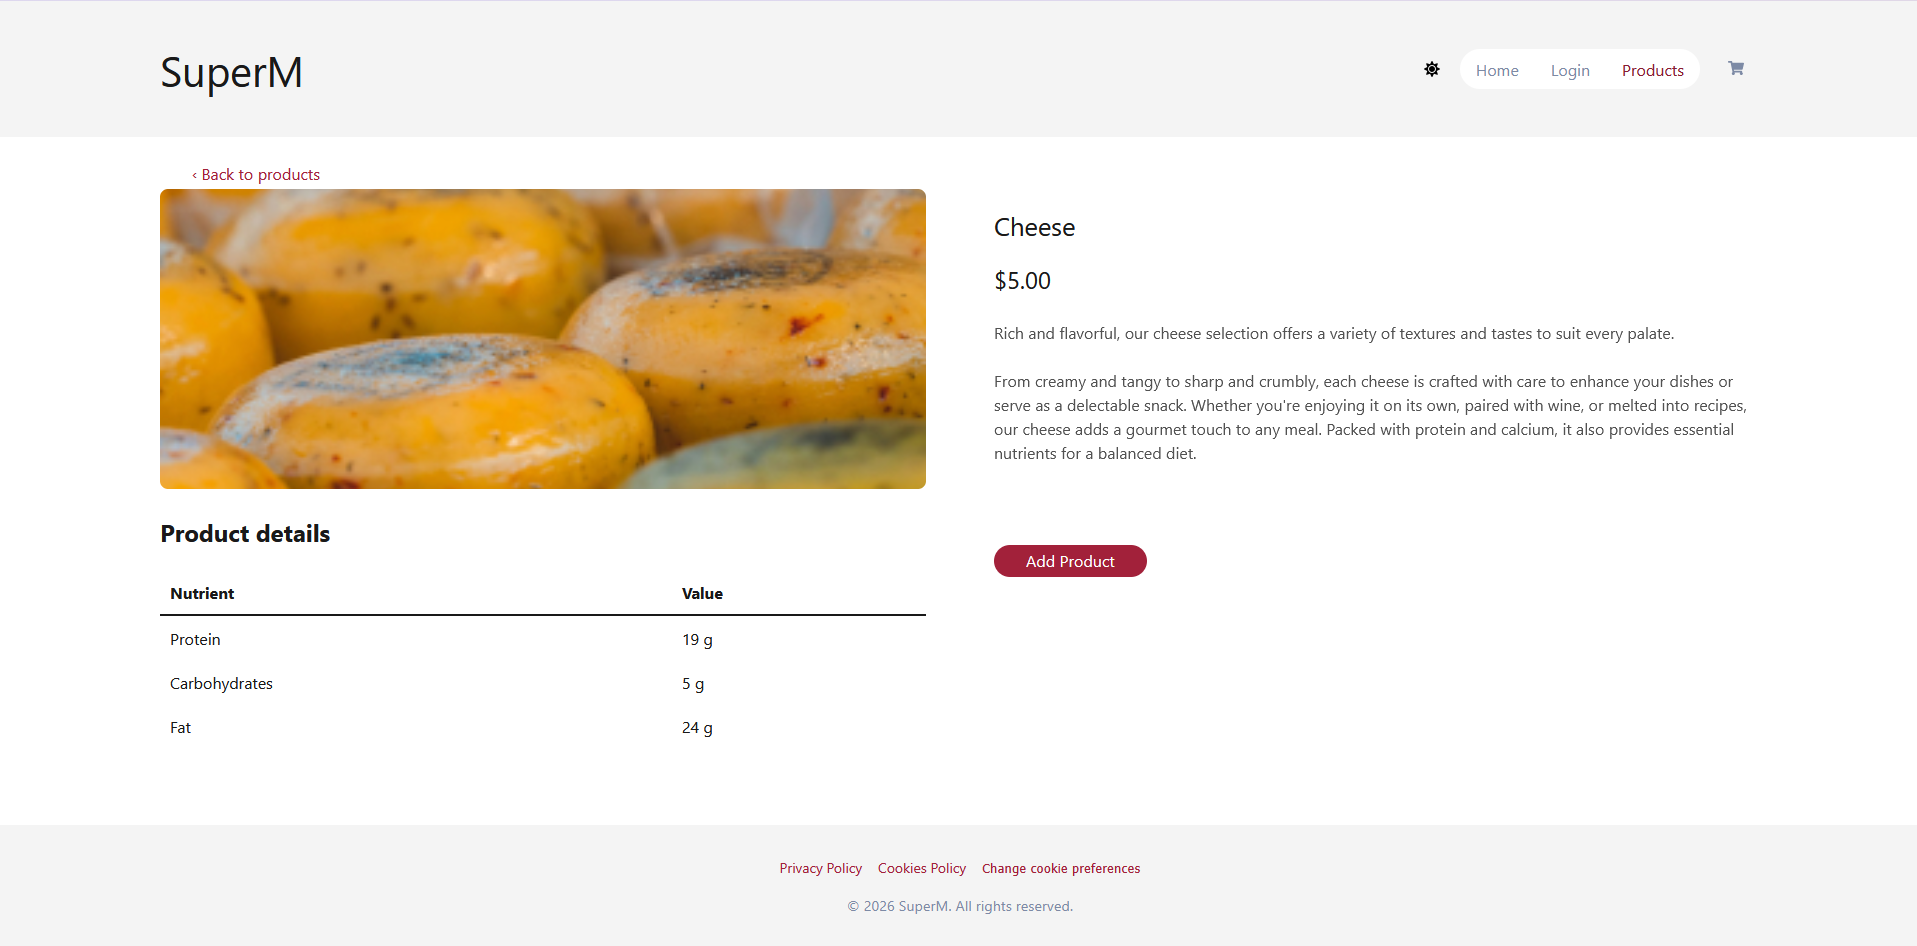 SuperM
Home Login Products
‹ Back to products
Cheese
$5.00
Rich and flavorful, our cheese selection offers a variety of textures and tastes to suit every palate.
From creamy and tangy to sharp and crumbly, each cheese is crafted with care to enhance your dishes or
serve as a delectable snack. Whether you're enjoying it on its own, paired with wine, or melted into recipes,
our cheese adds a gourmet touch to any meal. Packed with protein and calcium, it also provides essential
nutrients for a balanced diet.
Add Product
Product details
Nutrient Value
Protein 19 g
Carbohydrates 5 g
Fat 24 g
Privacy Policy Cookies Policy Change cookie preferences
© 2026 SuperM. All rights reserved.